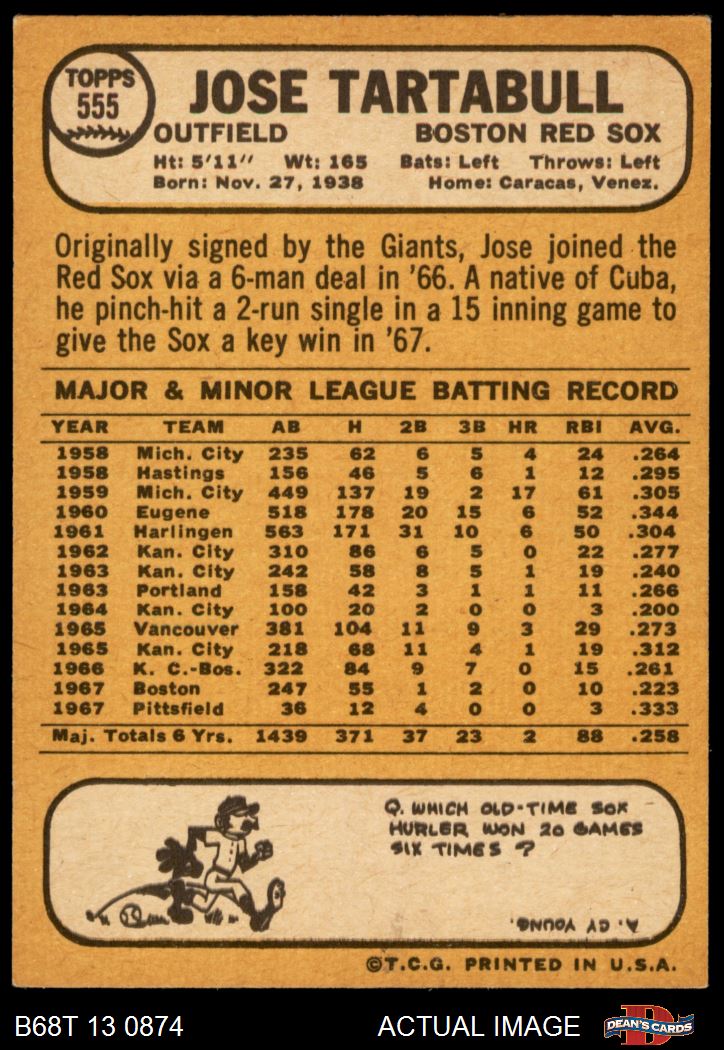 TOPPS
555
JOSE TARTABULL
OUTFIELD BOSTON RED SOX
Ht: 5'11" Wt: 165 Bats: Left Throws: Left
Born: Nov. 27, 1938 Home: Caracas, Venez.
Originally signed by the Giants, Jose joined the
Red Sox via a 6-man deal in '66. A native of Cuba,
he pinch-hit a 2-run single in a 15 inning game to
give the Sox a key win in '67.
MAJOR & MINOR LEAGUE BATTING RECORD
YEAR TEAM AB H 2B 3B HR RBI AVG.
1958 Mich. City 235 62 6 5 4 24 .264
1958 Hastings 156 46 5 6 1 12 .295
1959 Mich. City 449 137 19 2 17 61 .305
1960 Eugene 518 178 20 15 6 52 .344
1961 Harlingen 563 171 31 10 6 50 .304
1962 Kan. City 310 86 6 5 0 22 .277
1963 Kan. City 242 58 8 5 1 19 .240
1963 Portland 158 42 3 1 1 11 .266
1964 Kan. City 100 20 2 0 0 3 .200
1965 Vancouver 381 104 11 9 3 29 .273
1965 Kan. City 218 68 11 4 1 19 .312
1966 K. C.-Bos. 322 84 9 7 0 15 .261
1967 Boston 247 55 1 2 0 10 .223
1967 Pittsfield 36 12 4 0 0 3 .333
Maj. Totals 6 Yrs. 1439 371 37 23 2 88 .258
Q. WHICH OLD-TIME SOX
HURLER WON 20 GAMES
SIX TIMES ?
A. CY YOUNG.
©T.C.G. PRINTED IN U.S.A.
B68T 13 0874 ACTUAL IMAGE D DEAN'S CARDS